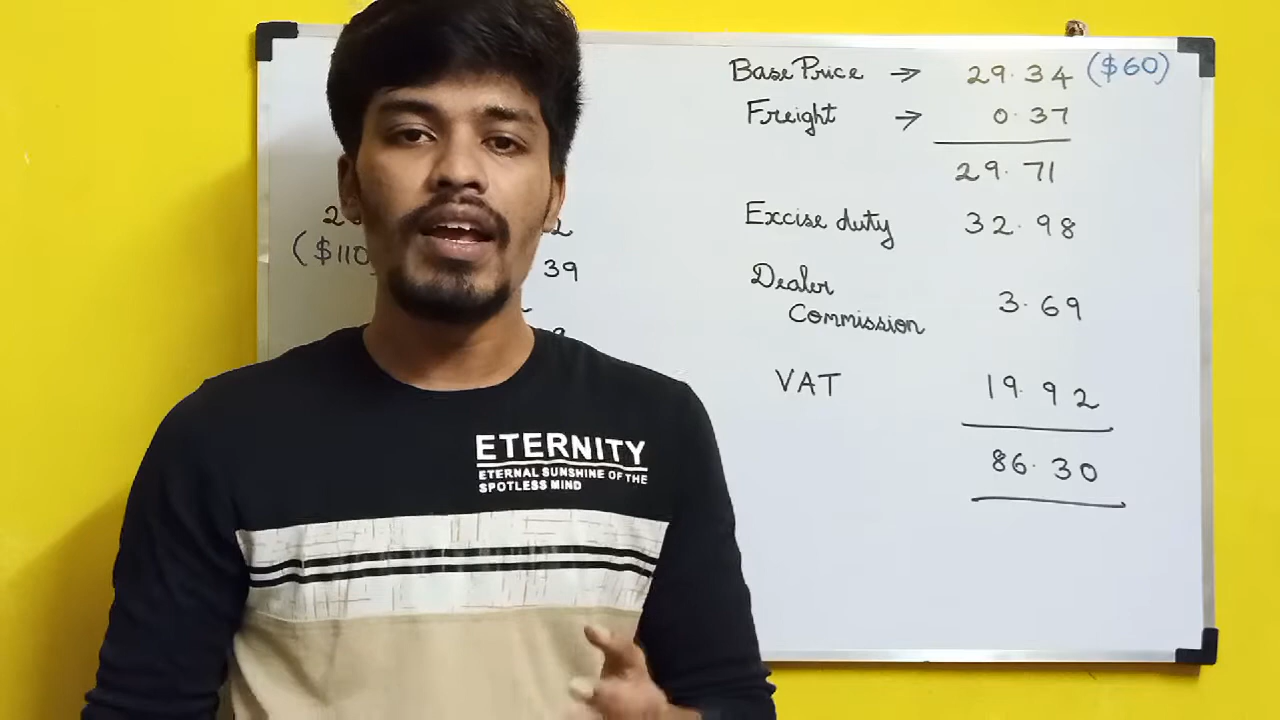 Base Price → 29.34 ($60)
Freight → 0.37
29.71
Excise duty 32.98
Dealer
Commission 3.69
VAT 19.92
86.30
($110
39
ETERNITY
ETERNAL SUNSHINE OF THE
SPOTLESS MIND